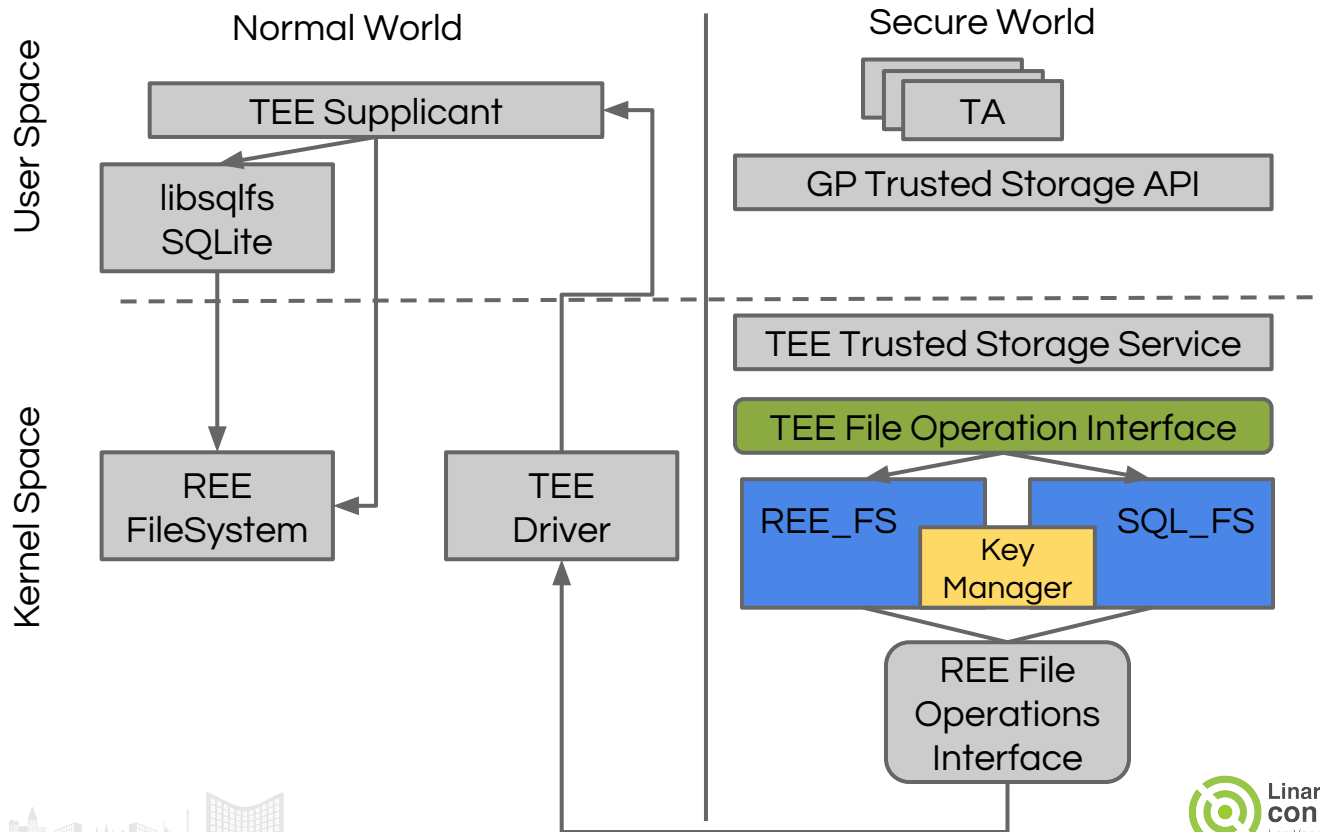 Normal World
Secure World
User Space
TEE Supplicant
TA
libsqlfs
SQLite
GP Trusted Storage API
Kernel Space
TEE Trusted Storage Service
TEE File Operation Interface
REE
FileSystem
TEE
Driver
REE_FS
SQL_FS
Key
Manager
REE File
Operations
Interface
Linar
con